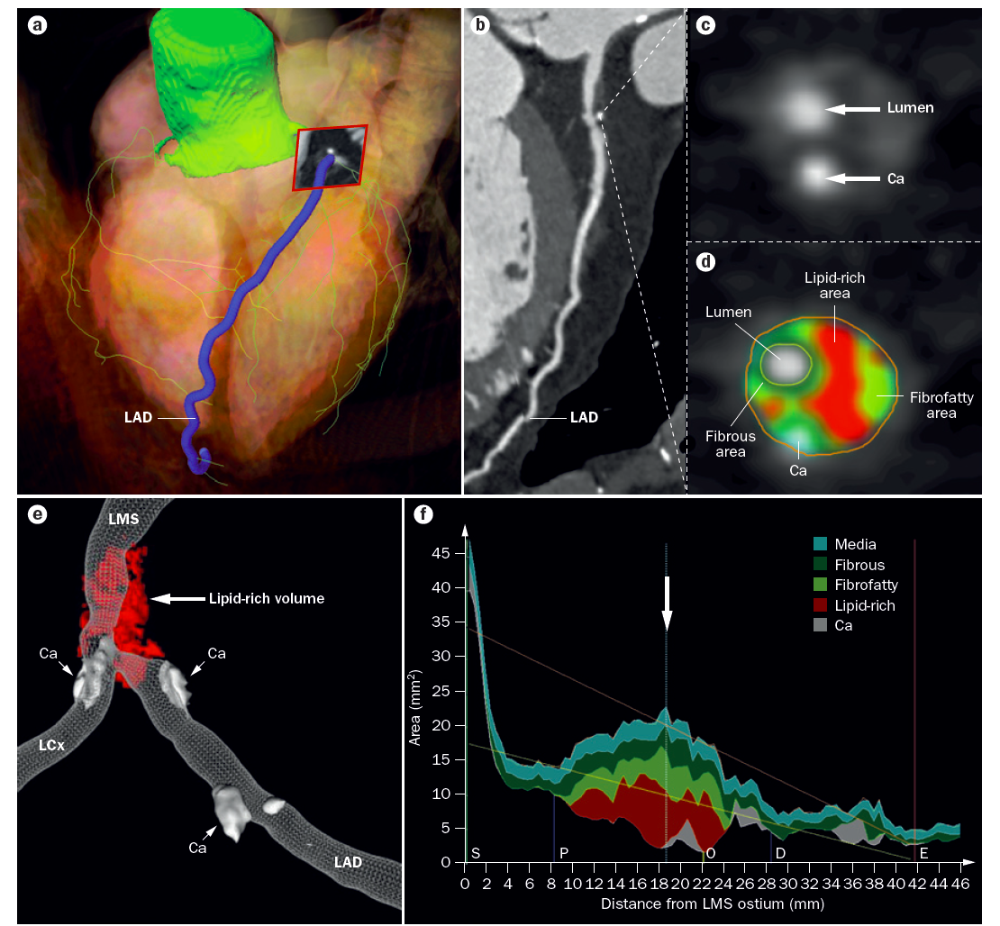 a
LAD
b
LAD
c
Lumen
Ca
d
Lipid-rich
area
Lumen
Fibrofatty
area
Fibrous
area
Ca
e
LMS
Lipid-rich volume
Ca
Ca
LCx
Ca
LAD
f
Media
Fibrous
Fibrofatty
Lipid-rich
Ca
Area (mm²)
45
40
35
30
25
20
15
10
5
0
S
P
O
D
E
0 2 4 6 8 10 12 14 16 18 20 22 24 26 28 30 32 34 36 38 40 42 44 46
Distance from LMS ostium (mm)